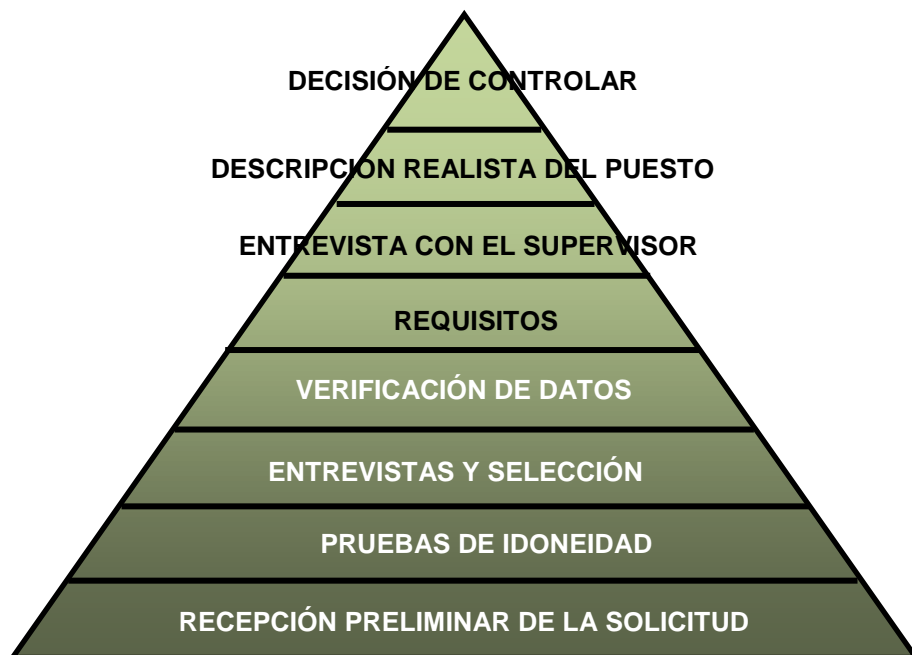 DECISIÓN DE CONTROLAR
DESCRIPCION REALISTA DEL PUESTO
ENTREVISTA CON EL SUPERVISOR
REQUISITOS
VERIFICACIÓN DE DATOS
ENTREVISTAS Y SELECCIÓN
PRUEBAS DE IDONEIDAD
RECEPCIÓN PRELIMINAR DE LA SOLICITUD